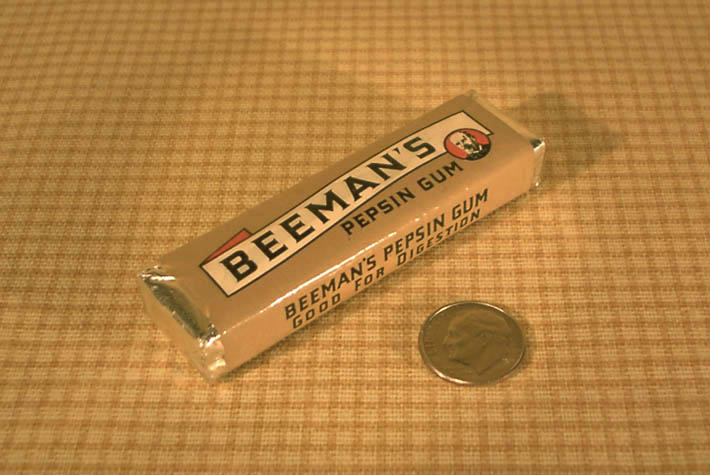 BEEMAN'S
PEPSIN GUM
BEEMAN'S PEPSIN GUM
GOOD FOR DIGESTION